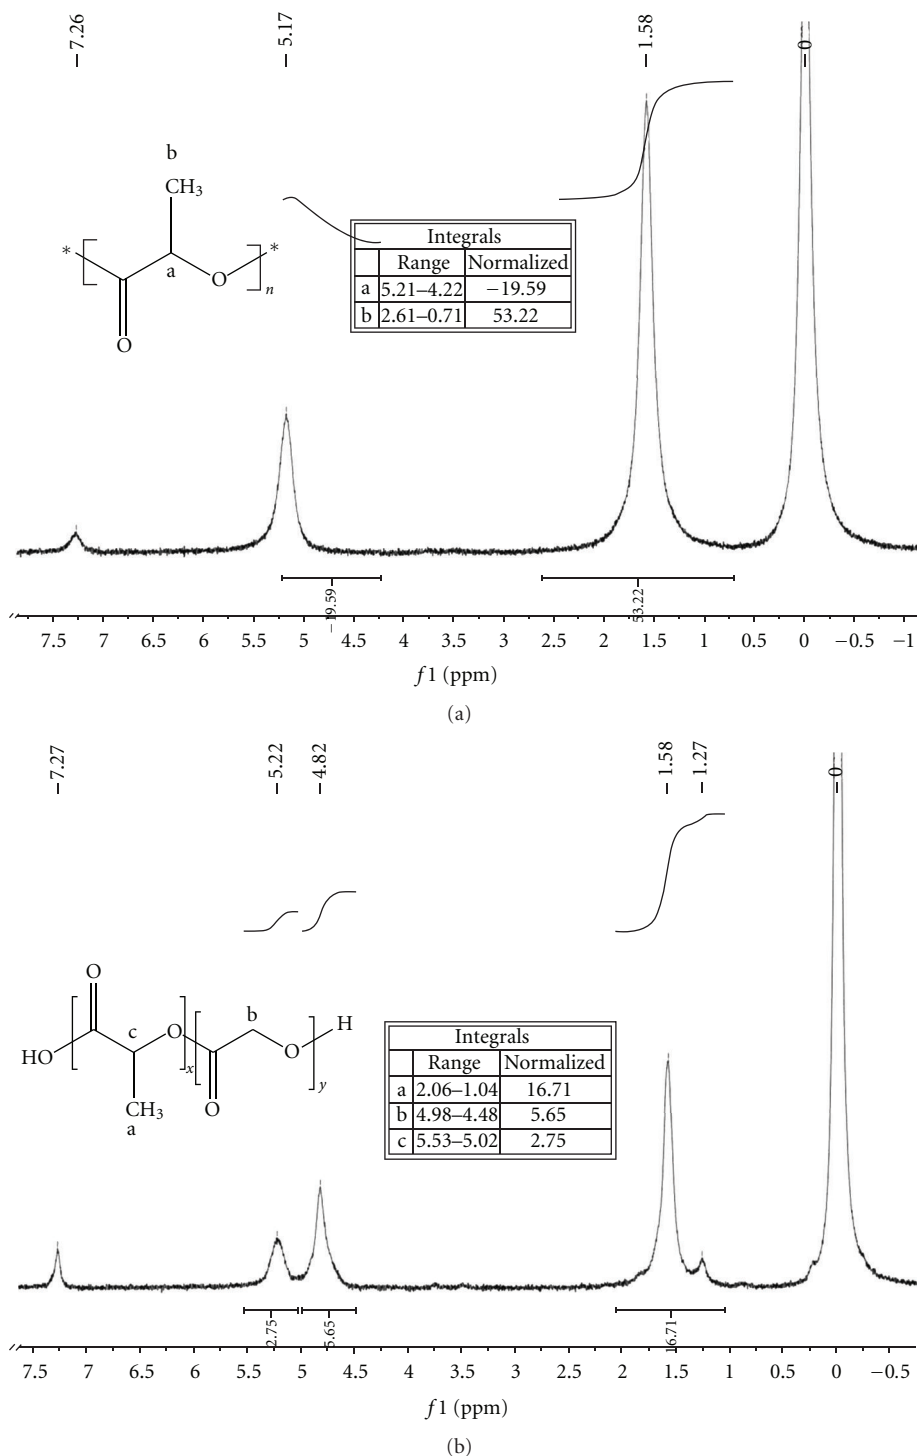 7.26
5.17
1.58
0
b
CH3
* [ ]n *
a
O
O
Integrals
Range Normalized
a 5.21–4.22 −19.59
b 2.61–0.71 53.22
−19.59
53.22
7.5 7 6.5 6 5.5 5 4.5 4 3.5 3 2.5 2 1.5 1 0.5 0 −0.5 −1
f1 (ppm)
(a)
7.27
5.22
4.82
1.58
1.27
0
O
c
O
b
H
HO
x
O
y
CH3
O
a
Integrals
Range Normalized
a 2.06–1.04 16.71
b 4.98–4.48 5.65
c 5.53–5.02 2.75
2.75
5.65
16.71
7.5 7 6.5 6 5.5 5 4.5 4 3.5 3 2.5 2 1.5 1 0.5 0 −0.5
f1 (ppm)
(b)